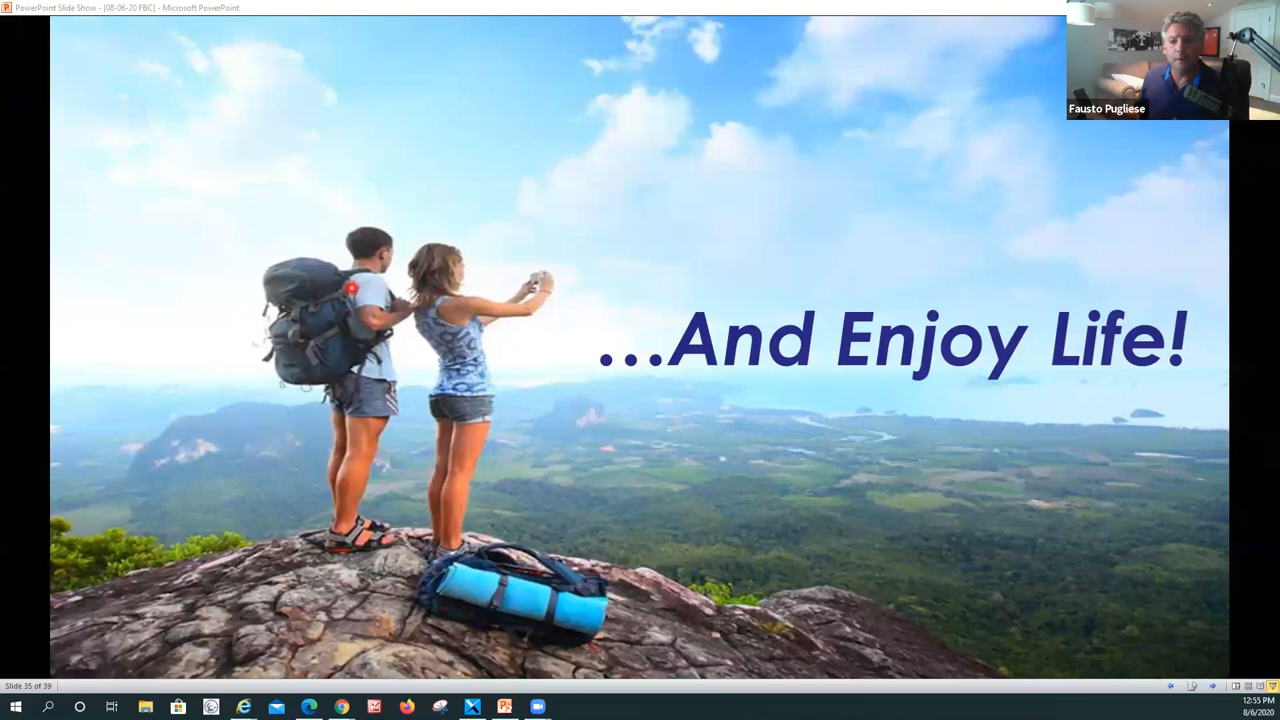 PowerPoint Slide Show - [08-06-20 FBC] - Microsoft PowerPoint
Fausto Pugliese
...And Enjoy Life!
Slide 35 of 39
12:55 PM
8/6/2020